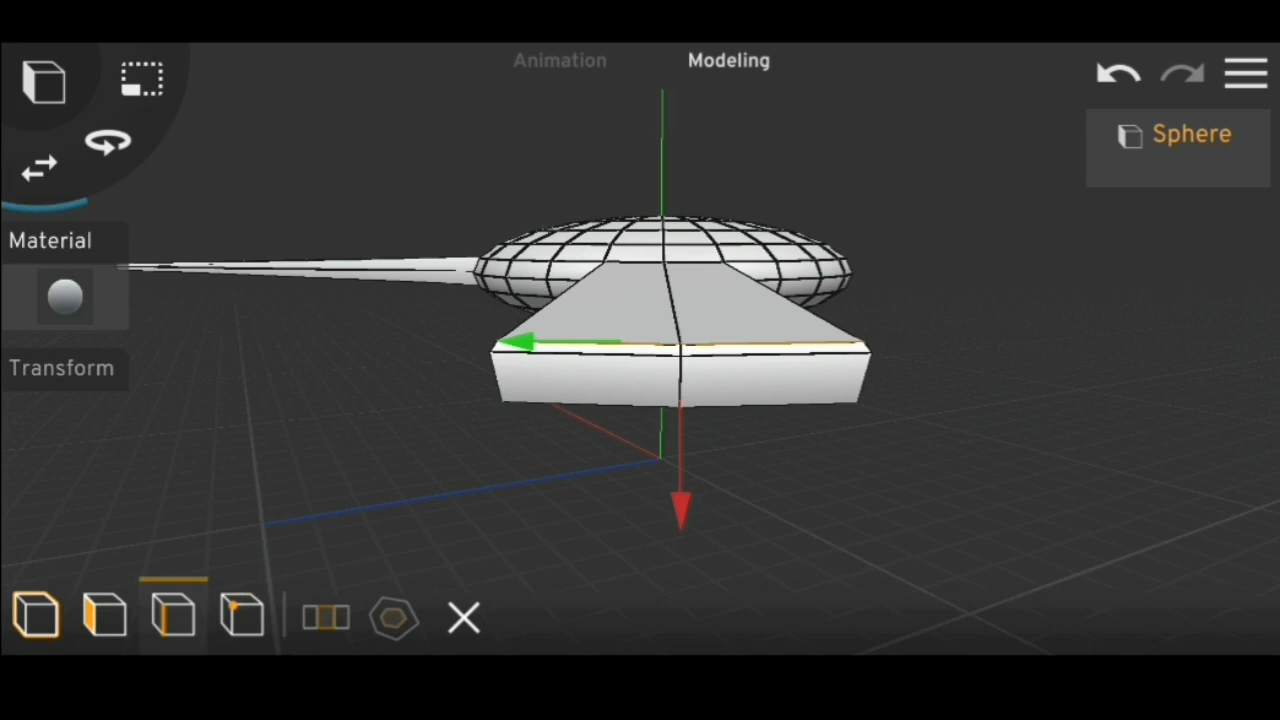 Animation
Modeling
Sphere
Material
Transform